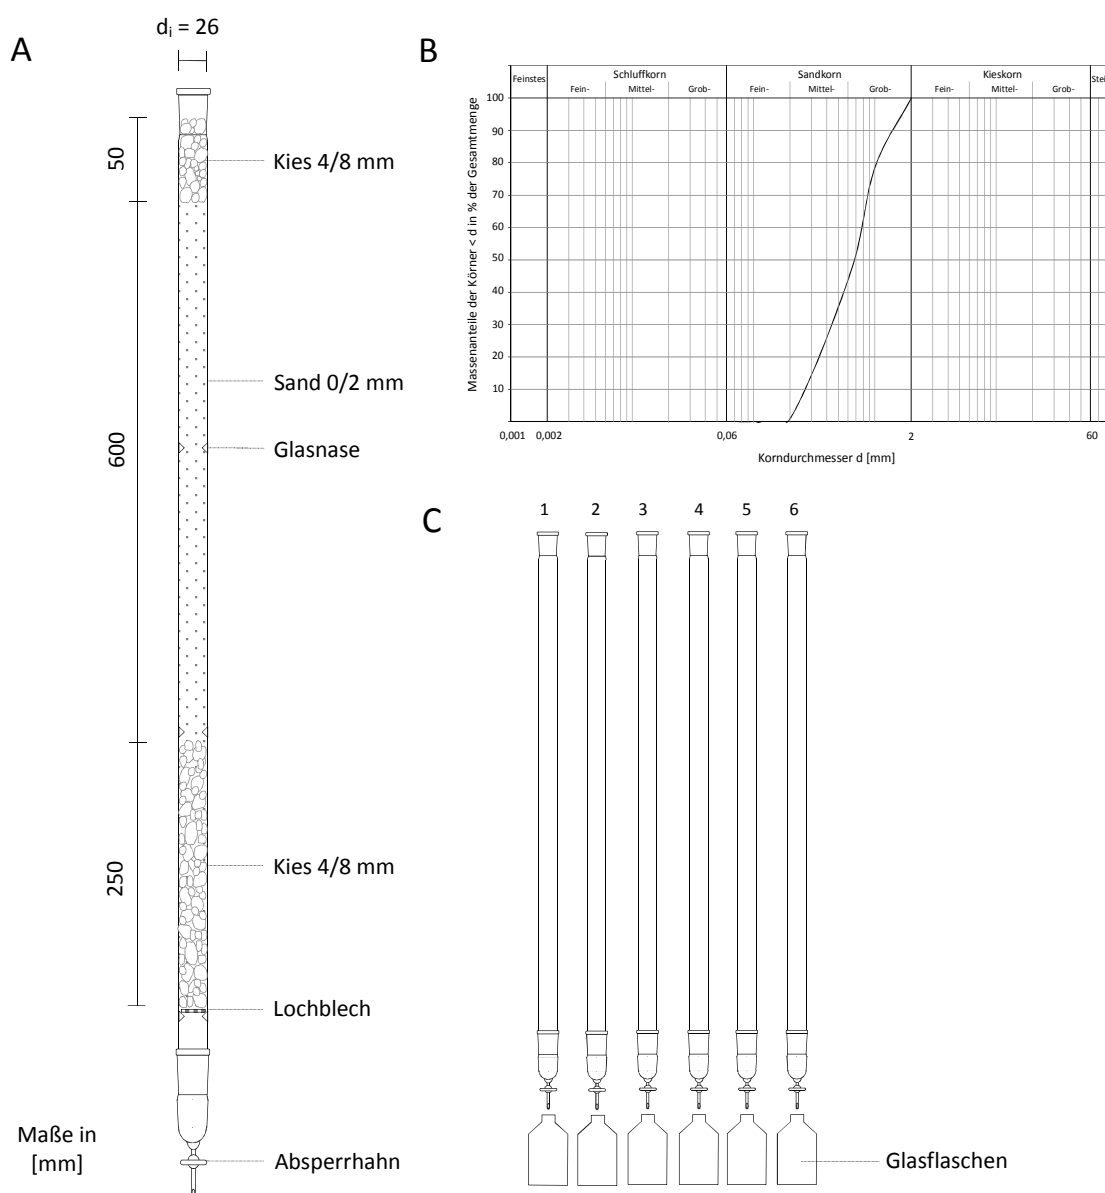 A
d_i = 26
50
Kies 4/8 mm
Sand 0/2 mm
600
Glasnase
250
Kies 4/8 mm
Lochblech
Maße in
[mm]
Absperrhahn
B
Feinstes Schluffkorn Sandkorn Kieskorn Stei
Fein- Mittel- Grob- Fein- Mittel- Grob- Fein- Mittel- Grob-
Massenanteile der Körner < d in % der Gesamtmenge
100
90
80
70
60
50
40
30
20
10
0,001 0,002 0,06 2 60
Korndurchmesser d [mm]
C
1 2 3 4 5 6
Glasflaschen